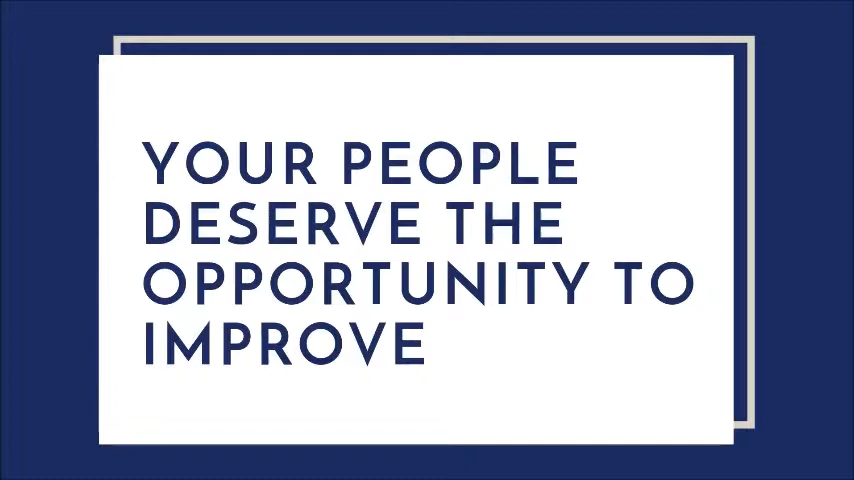 YOUR PEOPLE
DESERVE THE
OPPORTUNITY TO
IMPROVE